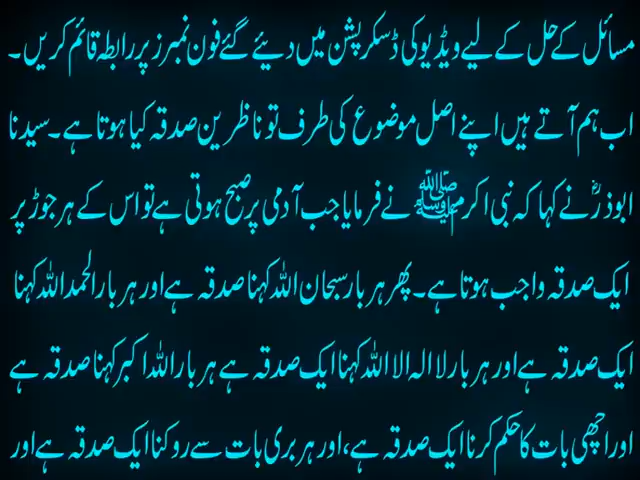 مسائل کے حل کے لیے ویڈیو کی ڈسکرپشن میں دیئے گئے فون نمبرز پر رابطہ قائم کریں۔
اب ہم آتے ہیں اپنے اصل موضوع کی طرف تو ناظرین صدقہ کیا ہوتا ہے۔ سیدنا
ابوذرؓ نے کہا کہ نبی اکرم ﷺ نے فرمایا جب آدمی پر صبح ہوتی ہے تو اس کے ہر جوڑ پر
ایک صدقہ واجب ہوتا ہے۔ پھر ہر بار سبحان اللہ کہنا صدقہ ہے اور ہر بار الحمد اللہ کہنا
ایک صدقہ ہے اور ہر بار لا الہ الا اللہ کہنا ایک صدقہ ہے ہر بار اللہ اکبر کہنا صدقہ ہے
اور اچھی بات کا حکم کرنا ایک صدقہ ہے، اور ہر بری بات سے روکنا ایک صدقہ ہے اور